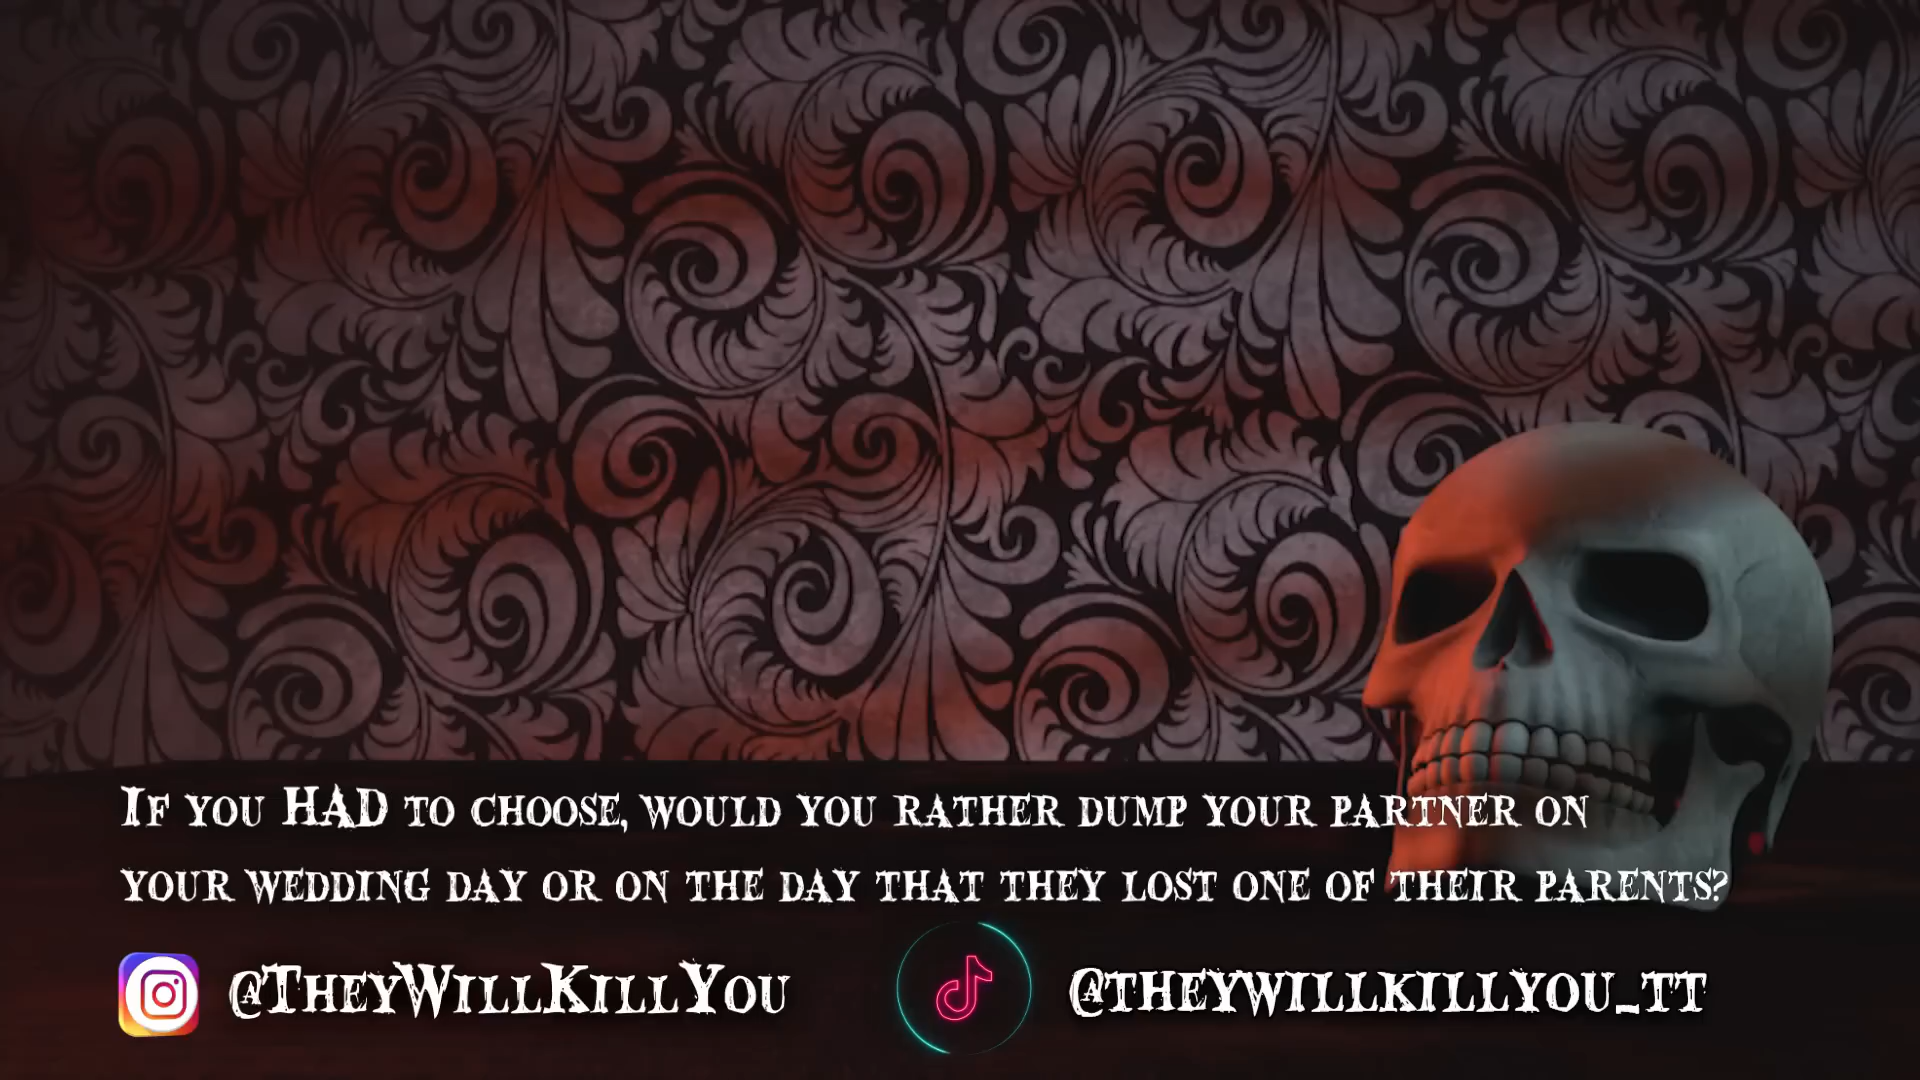 If you HAD to choose, would you rather dump your partner on
your wedding day or on the day that they lost one of their parents?
@TheyWillKillYou
@theywillkillyou_tt